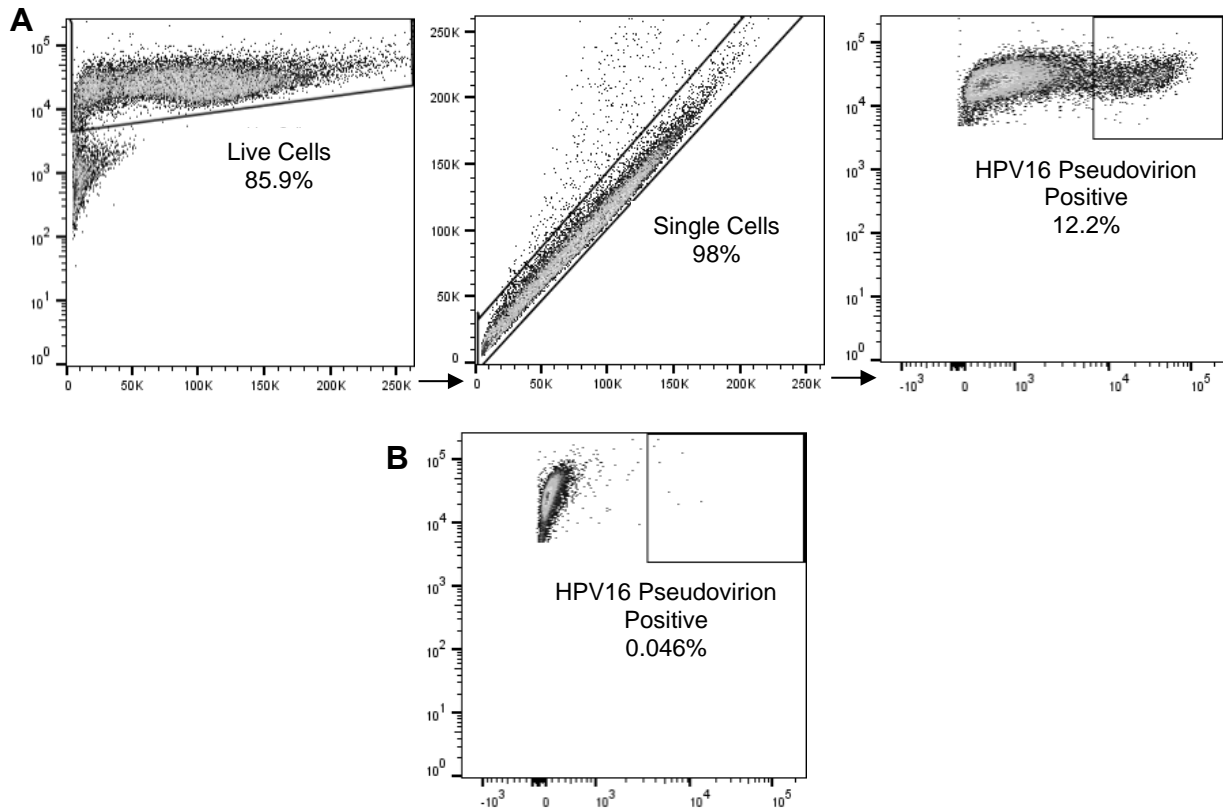 A
10^5
10^4
10^3
10^2
10^1
10^0
Live Cells
85.9%
0 50K 100K 150K 200K 250K
250K
200K
150K
100K
50K
0
Single Cells
98%
0 50K 100K 150K 200K 250K
10^5
10^4
10^3
10^2
10^1
10^0
HPV16 Pseudovirion
Positive
12.2%
-10^3 0 10^3 10^4 10^5
B
10^5
10^4
10^3
10^2
10^1
10^0
HPV16 Pseudovirion
Positive
0.046%
-10^3 0 10^3 10^4 10^5